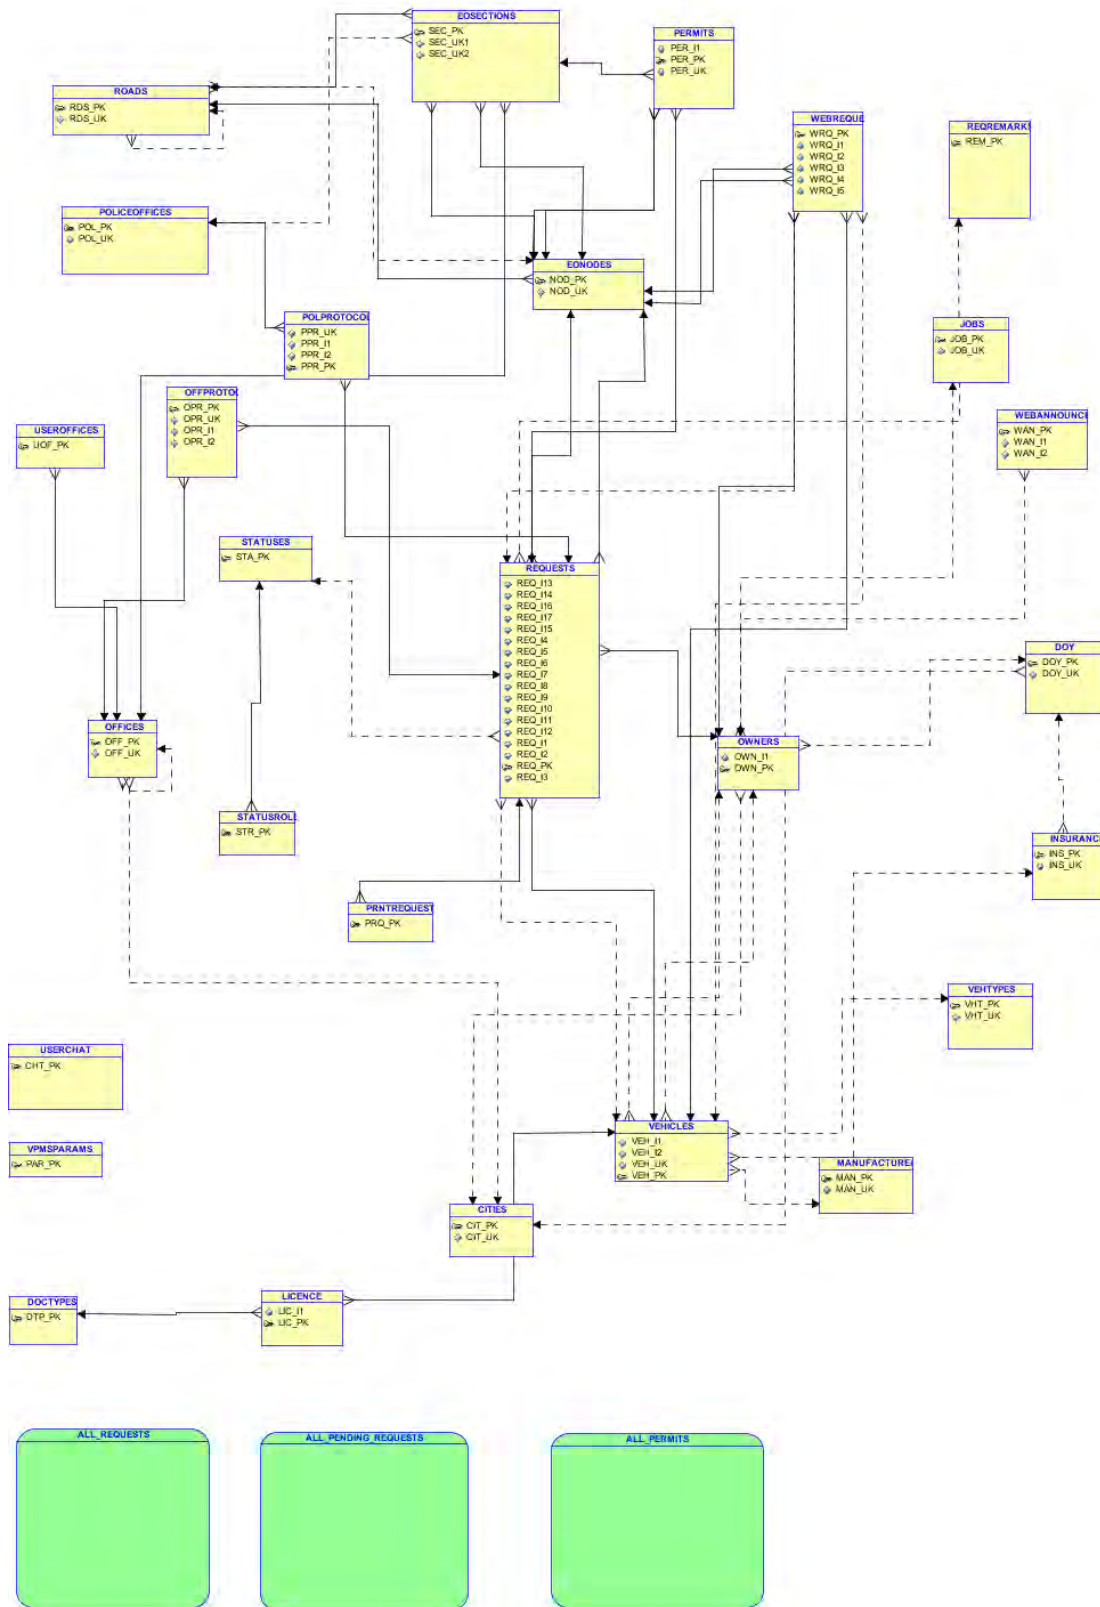 EOSECTIONS
SEC_PK
SEC_UK1
SEC_UK2
PERMITS
PER_I1
PER_PK
PER_UK
ROADS
RDS_PK
RDS_UK
WEBREQUE
WRQ_PK
WRQ_I1
WRQ_I2
WRQ_I3
WRQ_I4
WRQ_I5
REQREMARK
REM_PK
POLICEOFFICES
POL_PK
POL_UK
EONODES
NOD_PK
NOD_UK
POLPROTOCOL
PPR_UK
PPR_I1
PPR_I2
PPR_PK
JOBS
JOB_PK
JOB_UK
OFFPROTO
OPR_PK
OPR_UK
OPR_I1
OPR_I2
USEROFFICES
UOF_PK
WEBANNOUNCE
WAN_PK
WAN_I1
WAN_I2
STATUSES
STA_PK
REQUESTS
REQ_I13
REQ_I14
REQ_I16
REQ_I17
REQ_I15
REQ_I4
REQ_I5
REQ_I6
REQ_I7
REQ_I8
REQ_I9
REQ_I10
REQ_I11
REQ_I12
REQ_I1
REQ_I2
REQ_PK
REQ_I3
DOY
DOY_PK
DOY_UK
OFFICES
OFF_PK
OFF_UK
OWNERS
OWN_I1
OWN_PK
STATUSROLL
STR_PK
INSURANC
INS_PK
INS_UK
PRNTREQUEST
PRQ_PK
VEHTYPES
VHT_PK
VHT_UK
USERCHAT
CHT_PK
VEHICLES
VEH_I1
VEH_I2
VEH_UK
VEH_PK
VPMSPARAMS
PAR_PK
MANUFACTURE
MAN_PK
MAN_UK
CITIES
CIT_PK
CIT_UK
DOCTYPES
DTP_PK
LICENCE
LIC_I1
LIC_PK
ALL_REQUESTS
ALL_PENDING_REQUESTS
ALL_PERMITS